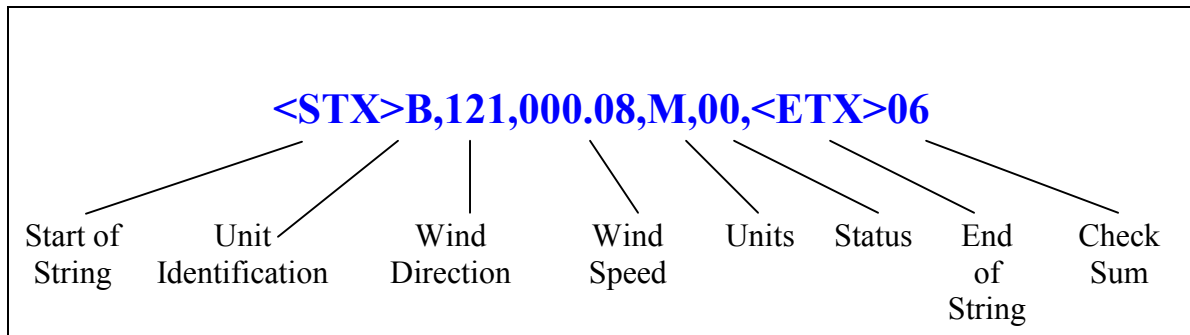 <STX>B,121,000.08,M,00,<ETX>06
Start of String
Unit Identification
Wind Direction
Wind Speed
Units
Status
End of String
Check Sum